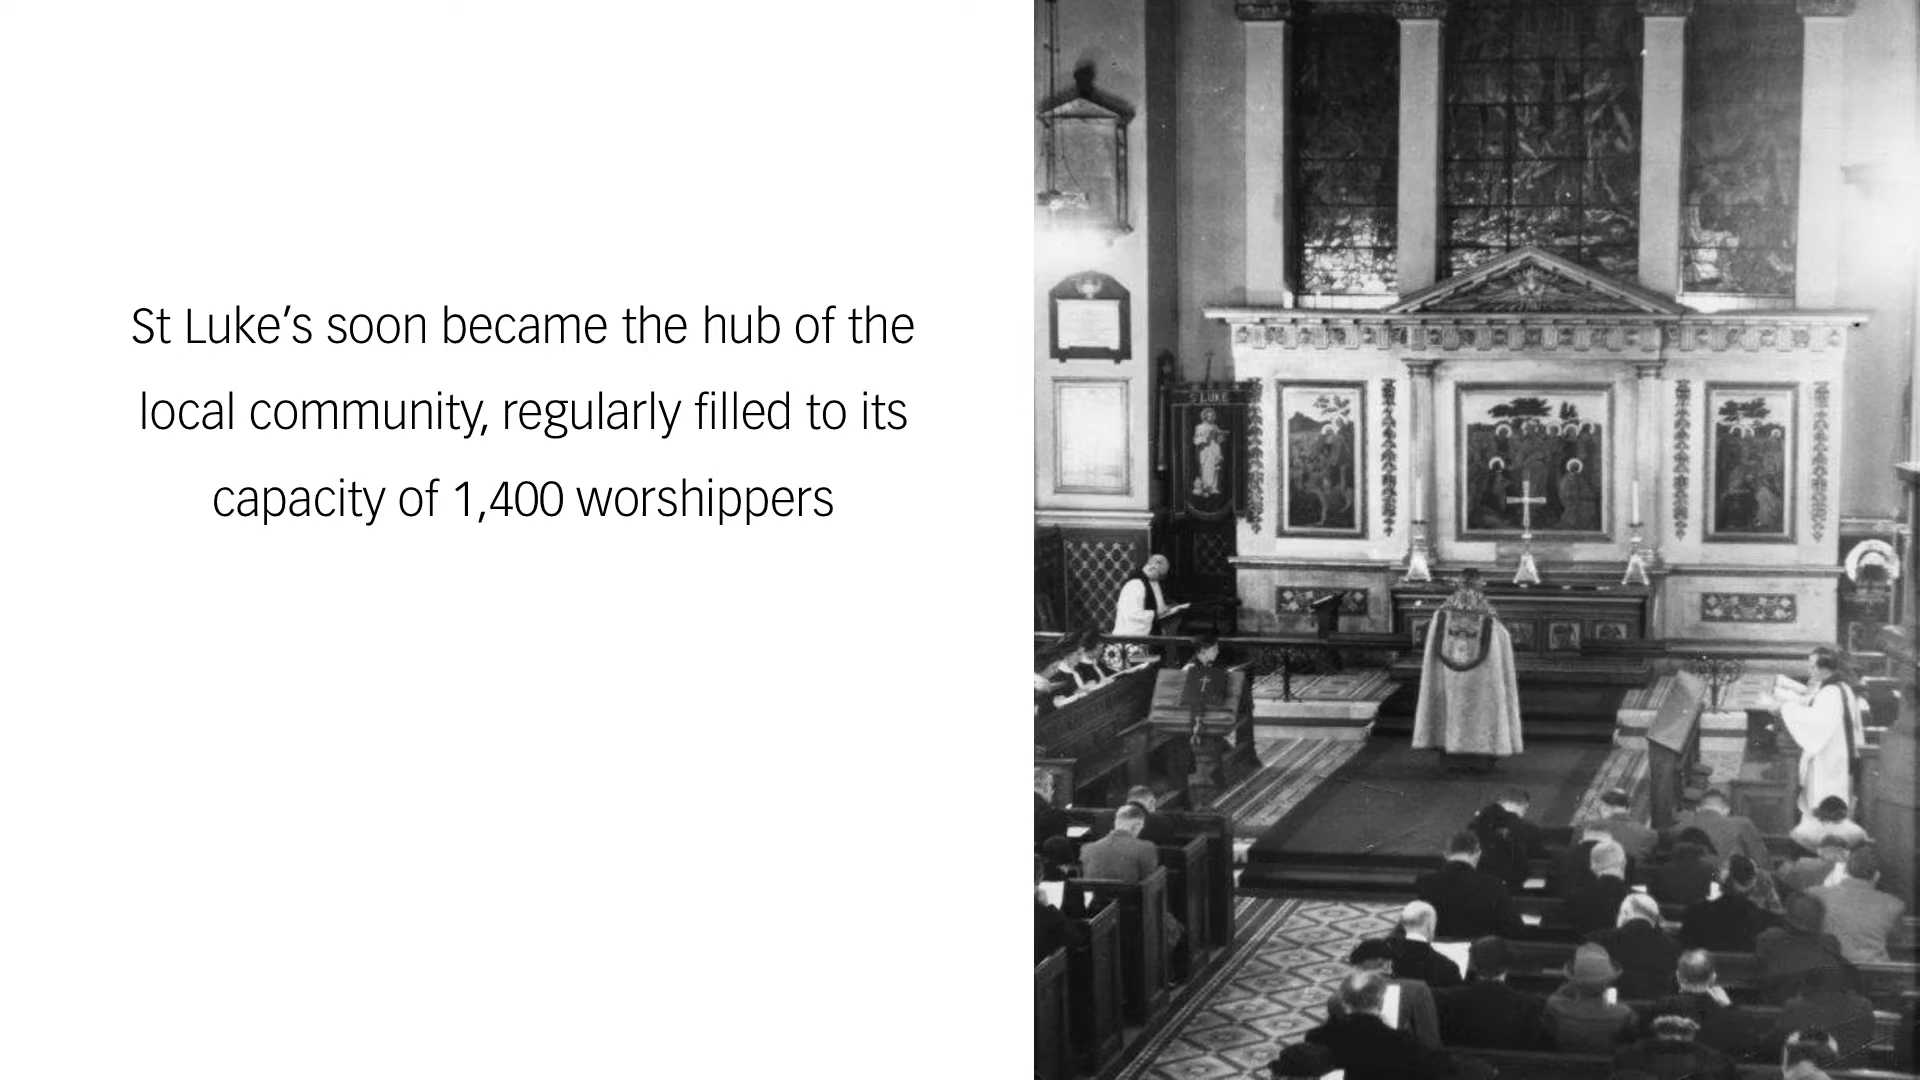 St Luke’s soon became the hub of the
local community, regularly filled to its
capacity of 1,400 worshippers
S LUKE